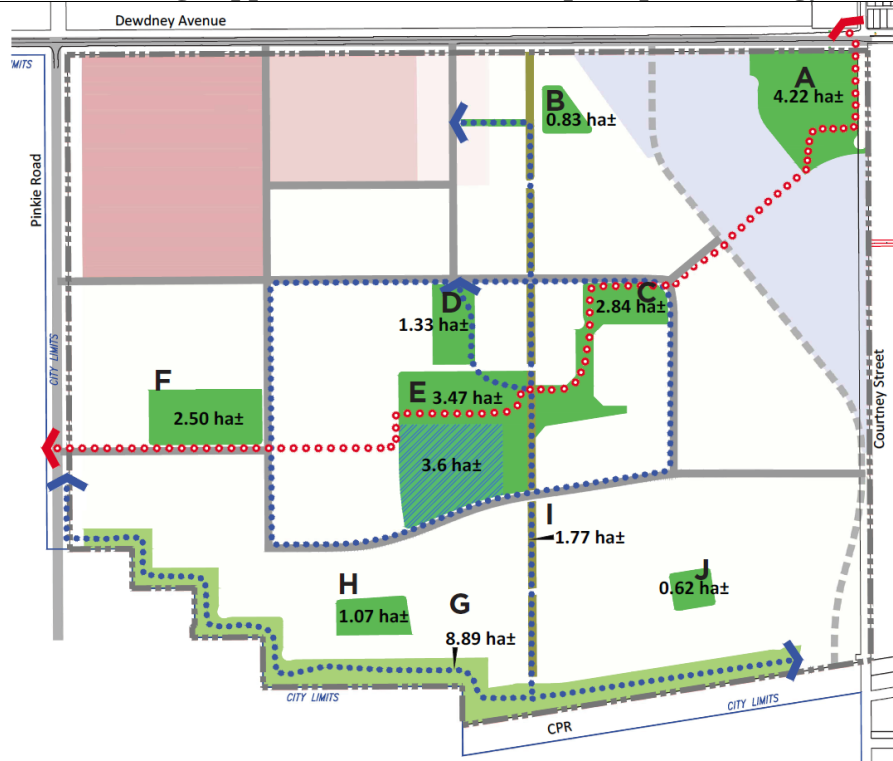 Dewdney Avenue
IMITS
A
4.22 ha±
B
0.83 ha±
Pinkie Road
C
2.84 ha±
D
1.33 ha±
CITY LIMITS
F
2.50 ha±
E
3.47 ha±
Courtney Street
3.6 ha±
I
1.77 ha±
H
1.07 ha±
G
8.89 ha±
J
0.62 ha±
CITY LIMITS
CITY LIMITS
CPR